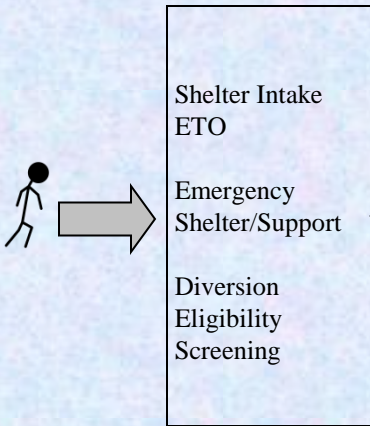 Shelter Intake
ETO
Emergency
Shelter/Support
Diversion
Eligibility
Screening